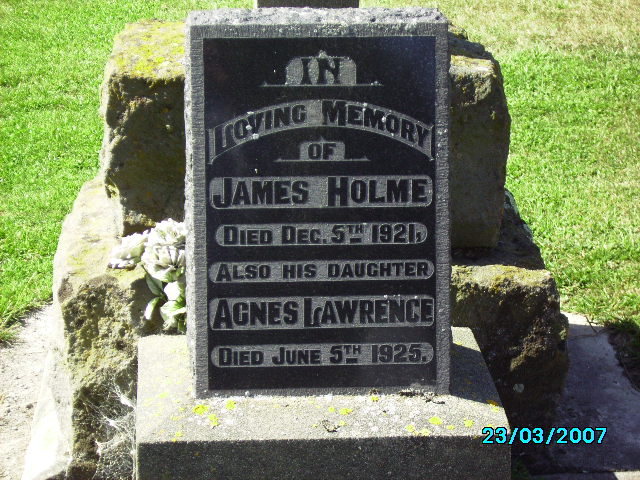 IN
LOVING MEMORY
OF
JAMES HOLME
DIED DEC. 5TH 1921,
ALSO HIS DAUGHTER
AGNES LAWRENCE
DIED JUNE 5TH 1925.
23/03/2007